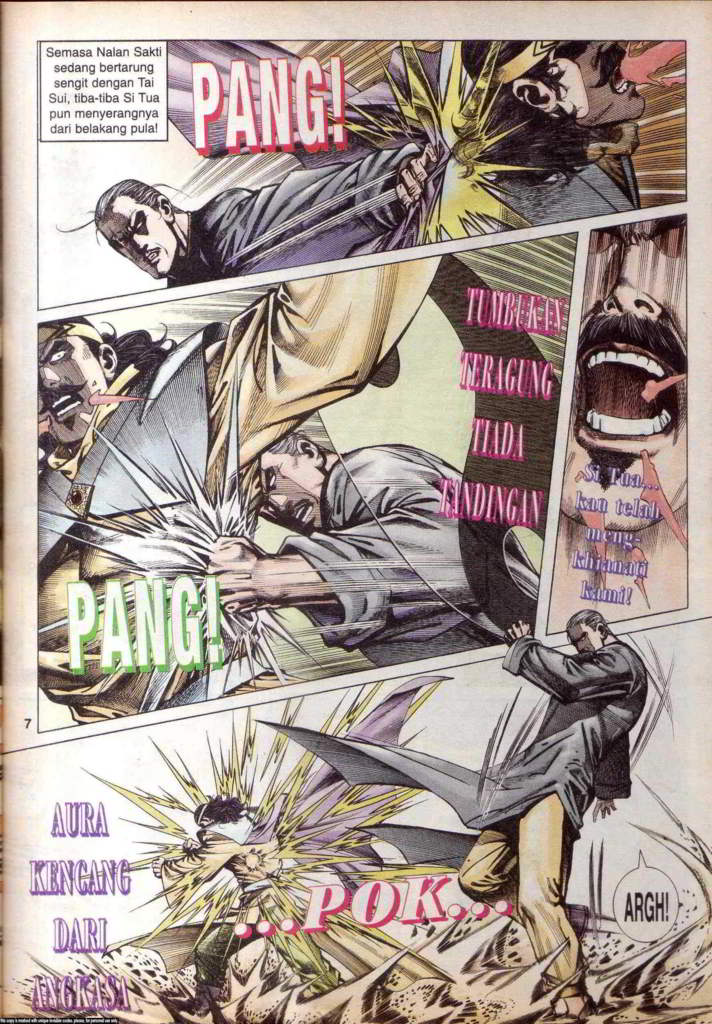 Semasa Nalan Sakti
sedang bertarung
sengit dengan Tai
Sui, tiba-tiba Si Tua
pun menyerangnya
dari belakang pula!
PANG!
TUMBUKAN
TERAGUNG
TIADA
TANDINGAN
PANG!
Si Tua...
kau telah
meng-
khianati
kami!
7
AURA
KENCANG
DARI
ANGKASA
...POK...
ARGH!